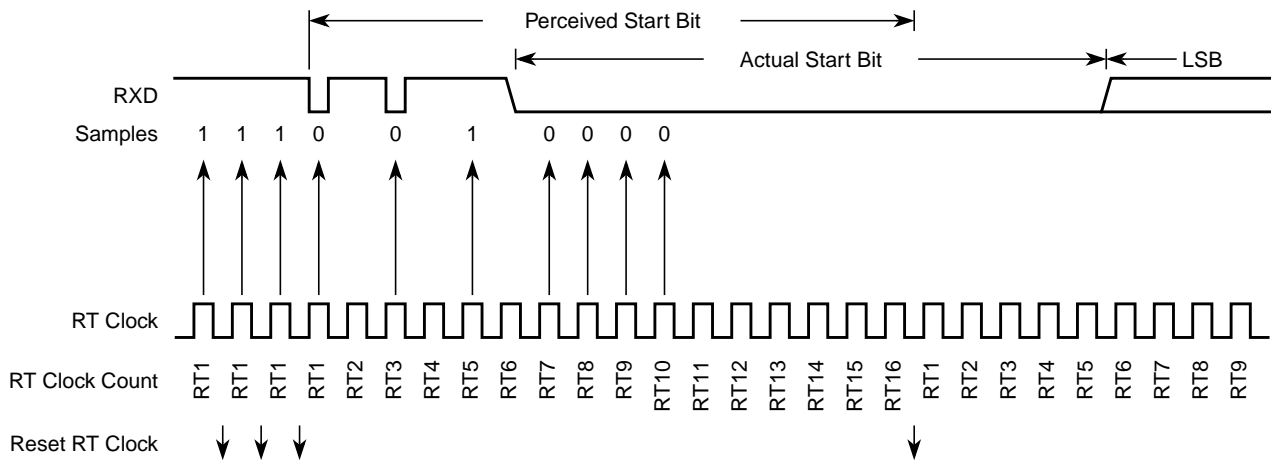 Perceived Start Bit
Actual Start Bit
LSB
RXD
Samples 1 1 1 0 0 1 0 0 0 0
RT Clock
RT Clock Count RT1 RT1 RT1 RT1 RT2 RT3 RT4 RT5 RT6 RT7 RT8 RT9 RT10 RT11 RT12 RT13 RT14 RT15 RT16 RT1 RT2 RT3 RT4 RT5 RT6 RT7 RT8 RT9
Reset RT Clock